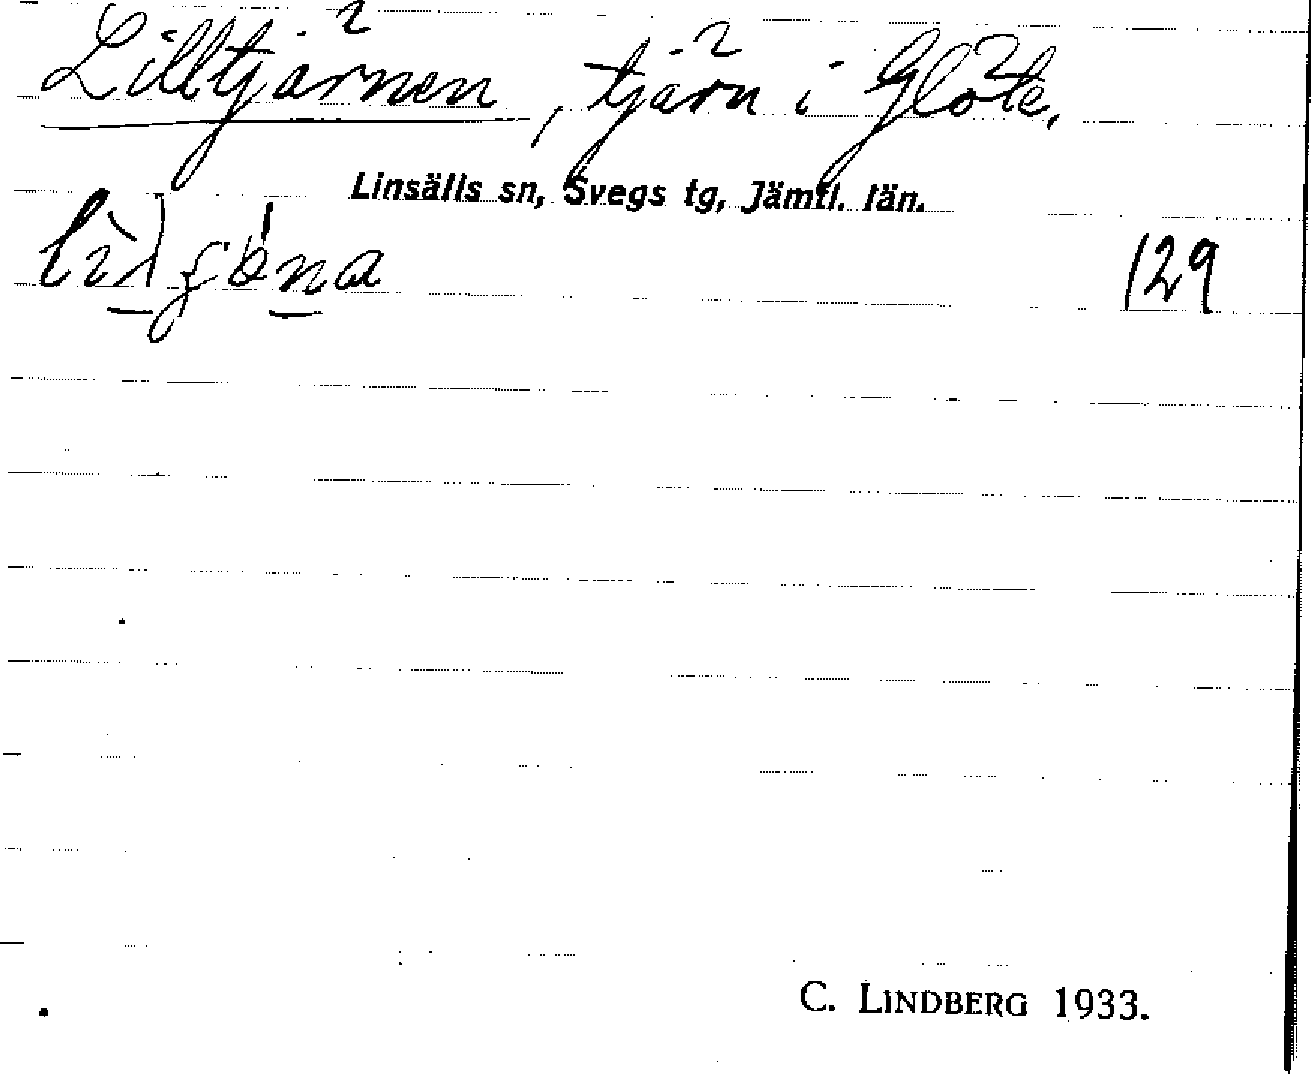 Lilltjärnen, tjärn i Glöte.
Linsälls sn, Svegs tg, Jämtl. län.
129
C. LINDBERG 1933.